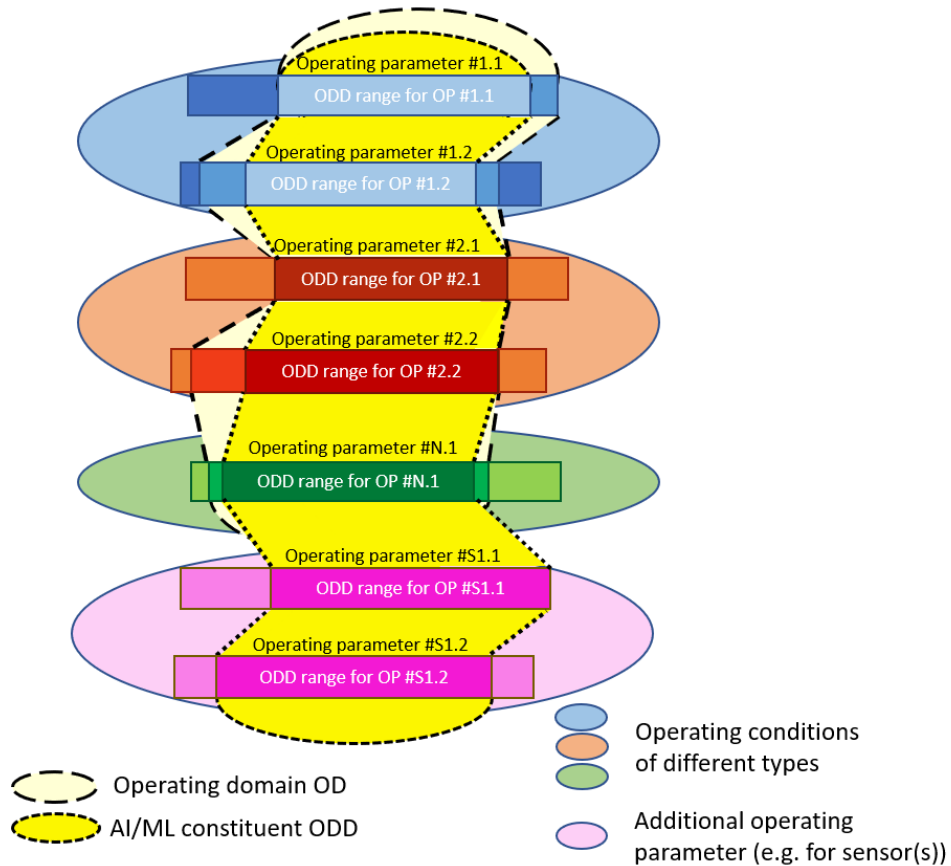 Operating parameter #1.1
ODD range for OP #1.1
Operating parameter #1.2
ODD range for OP #1.2
Operating parameter #2.1
ODD range for OP #2.1
Operating parameter #2.2
ODD range for OP #2.2
Operating parameter #N.1
ODD range for OP #N.1
Operating parameter #S1.1
ODD range for OP #S1.1
Operating parameter #S1.2
ODD range for OP #S1.2
Operating domain OD
AI/ML constituent ODD
Operating conditions
of different types
Additional operating
parameter (e.g. for sensor(s))